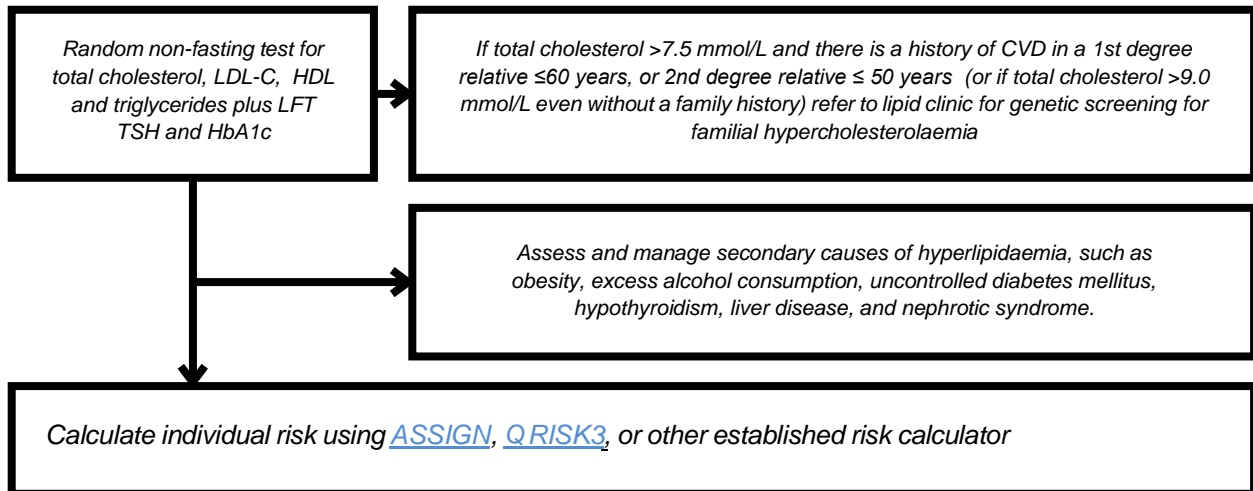 Random non-fasting test for
total cholesterol, LDL-C, HDL
and triglycerides plus LFT
TSH and HbA1c
If total cholesterol >7.5 mmol/L and there is a history of CVD in a 1st degree
relative ≤60 years, or 2nd degree relative ≤ 50 years (or if total cholesterol >9.0
mmol/L even without a family history) refer to lipid clinic for genetic screening for
familial hypercholesterolaemia
Assess and manage secondary causes of hyperlipidaemia, such as
obesity, excess alcohol consumption, uncontrolled diabetes mellitus,
hypothyroidism, liver disease, and nephrotic syndrome.
Calculate individual risk using ASSIGN, QRISK3, or other established risk calculator